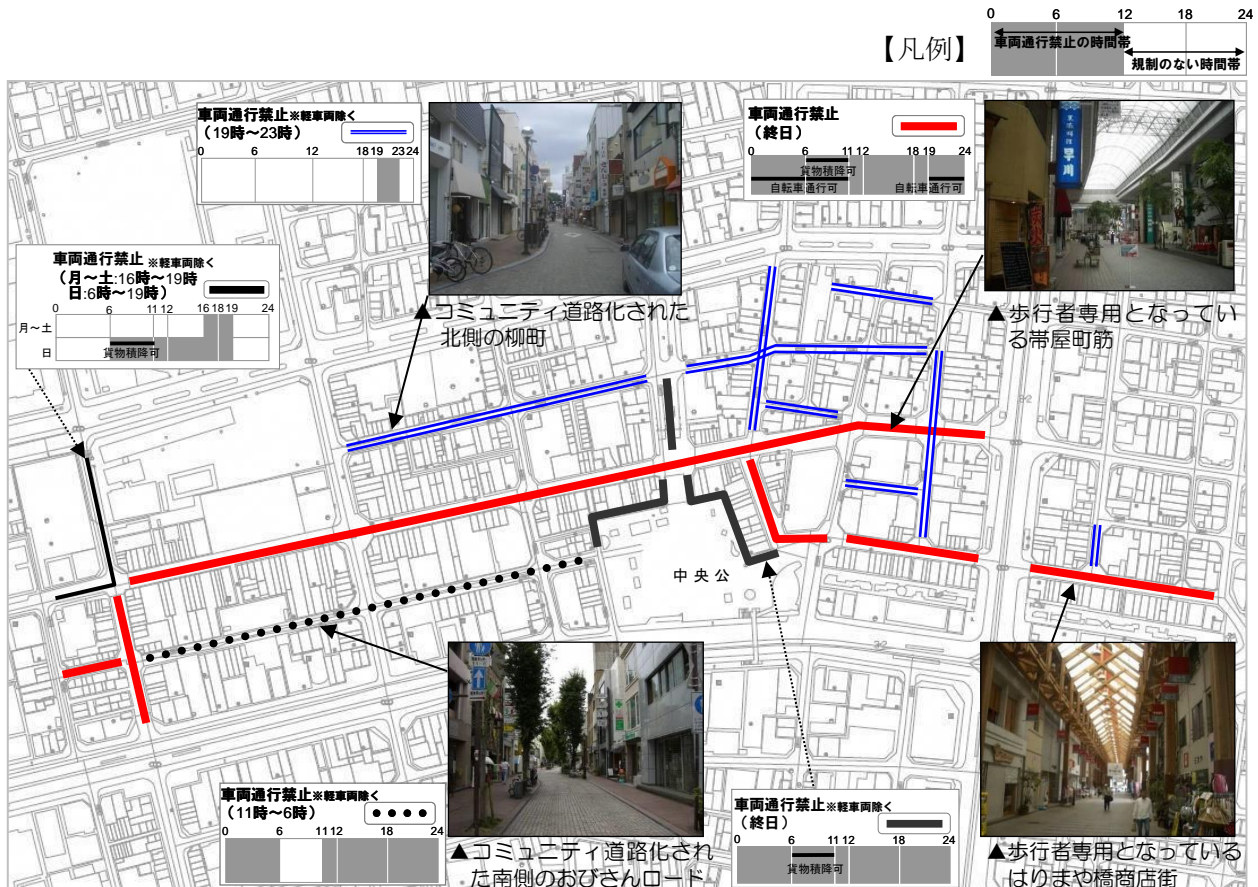 【凡例】
0 6 12 18 24
車両通行禁止の時間帯
規制のない時間帯
車両通行禁止※軽車両除く
(19時～23時)
0 6 12 18 19 23 24
車両通行禁止
(終日)
0 6 11 12 18 19 24
貨物積降可
自転車通行可 自転車通行可
▲コミュニティ道路化された
北側の柳町
▲歩行者専用となってい
る帯屋町筋
車両通行禁止 ※軽車両除く
(月～土:16時～19時
日:6時～19時)
0 6 11 12 16 18 19 24
月～土
日
貨物積降可
中央公
車両通行禁止※軽車両除く
(11時～6時)
0 6 11 12 18 24
▲コミュニティ道路化され
た南側のおびさんロード
車両通行禁止※軽車両除く
(終日)
0 6 11 12 18 24
貨物積降可
▲歩行者専用となっている
はりまや橋商店街